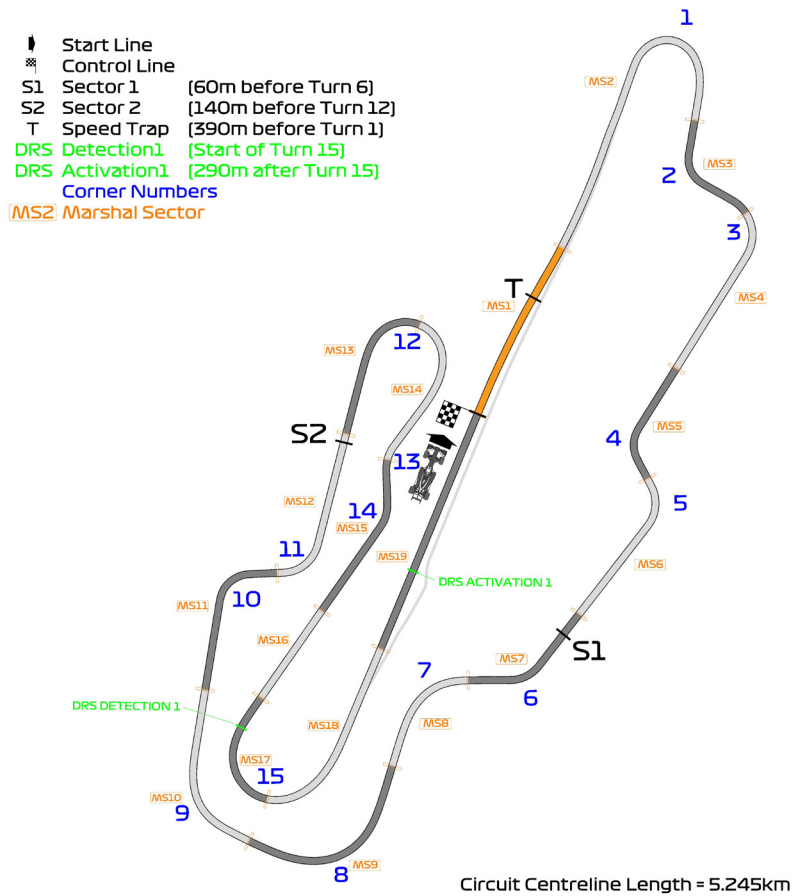 Start Line
Control Line
S1 Sector 1 (60m before Turn 6)
S2 Sector 2 (140m before Turn 12)
T Speed Trap (390m before Turn 1)
DRS Detection1 (Start of Turn 15)
DRS Activation1 (290m after Turn 15)
Corner Numbers
MS2 Marshal Sector
1
MS2
MS3
2
3
T
MS1
MS4
12
MS13
MS14
MS5
S2
4
13
5
MS12
14
MS15
11
MS19
MS6
DRS ACTIVATION 1
10
MS11
MS16
S1
7
MS7
6
DRS DETECTION 1
MS8
MS18
MS17
15
MS10
9
8
MS9
Circuit Centreline Length = 5.245km